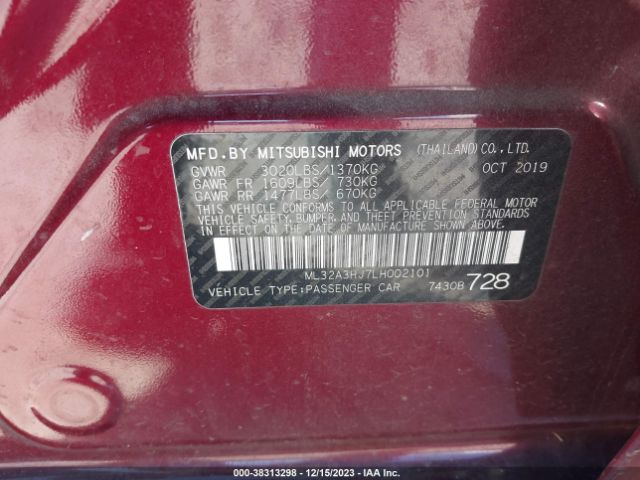 MFD.BY MITSUBISHI MOTORS (THAILAND)CO.,LTD.
GVWR 3020LBS/1370KG OCT 2019
GAWR FR 1609LBS/ 730KG
GAWR RR 1477LBS/ 670KG
THIS VEHICLE CONFORMS TO ALL APPLICABLE FEDERAL MOTOR
VEHICLE SAFETY,BUMPER,AND THEFT PREVENTION STANDARDS
IN EFFECT ON THE DATE OF MANUFACTURE SHOWN ABOVE.
ML32A3HJ7LH002101
VEHICLE TYPE:PASSENGER CAR 7430B 728
000-38313298 - 12/15/2023 - IAA Inc.